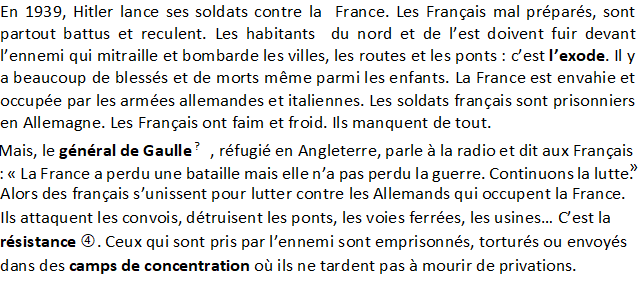 En 1939, Hitler lance ses soldats contre la France. Les Français mal préparés, sont
partout battus et reculent. Les habitants du nord et de l'est doivent fuir devant
l'ennemi qui mitraille et bombarde les villes, les routes et les ponts : c'est l'exode. Il y
a beaucoup de blessés et de morts même parmi les enfants. La France est envahie et
occupée par les armées allemandes et italiennes. Les soldats français sont prisonniers
en Allemagne. Les Français ont faim et froid. Ils manquent de tout.
Mais, le général de Gaulle ? , réfugié en Angleterre, parle à la radio et dit aux Français
: « La France a perdu une bataille mais elle n'a pas perdu la guerre. Continuons la lutte. »
Alors des français s'unissent pour lutter contre les Allemands qui occupent la France.
Ils attaquent les convois, détruisent les ponts, les voies ferrées, les usines… C'est la
résistance ④. Ceux qui sont pris par l'ennemi sont emprisonnés, torturés ou envoyés
dans des camps de concentration où ils ne tardent pas à mourir de privations.